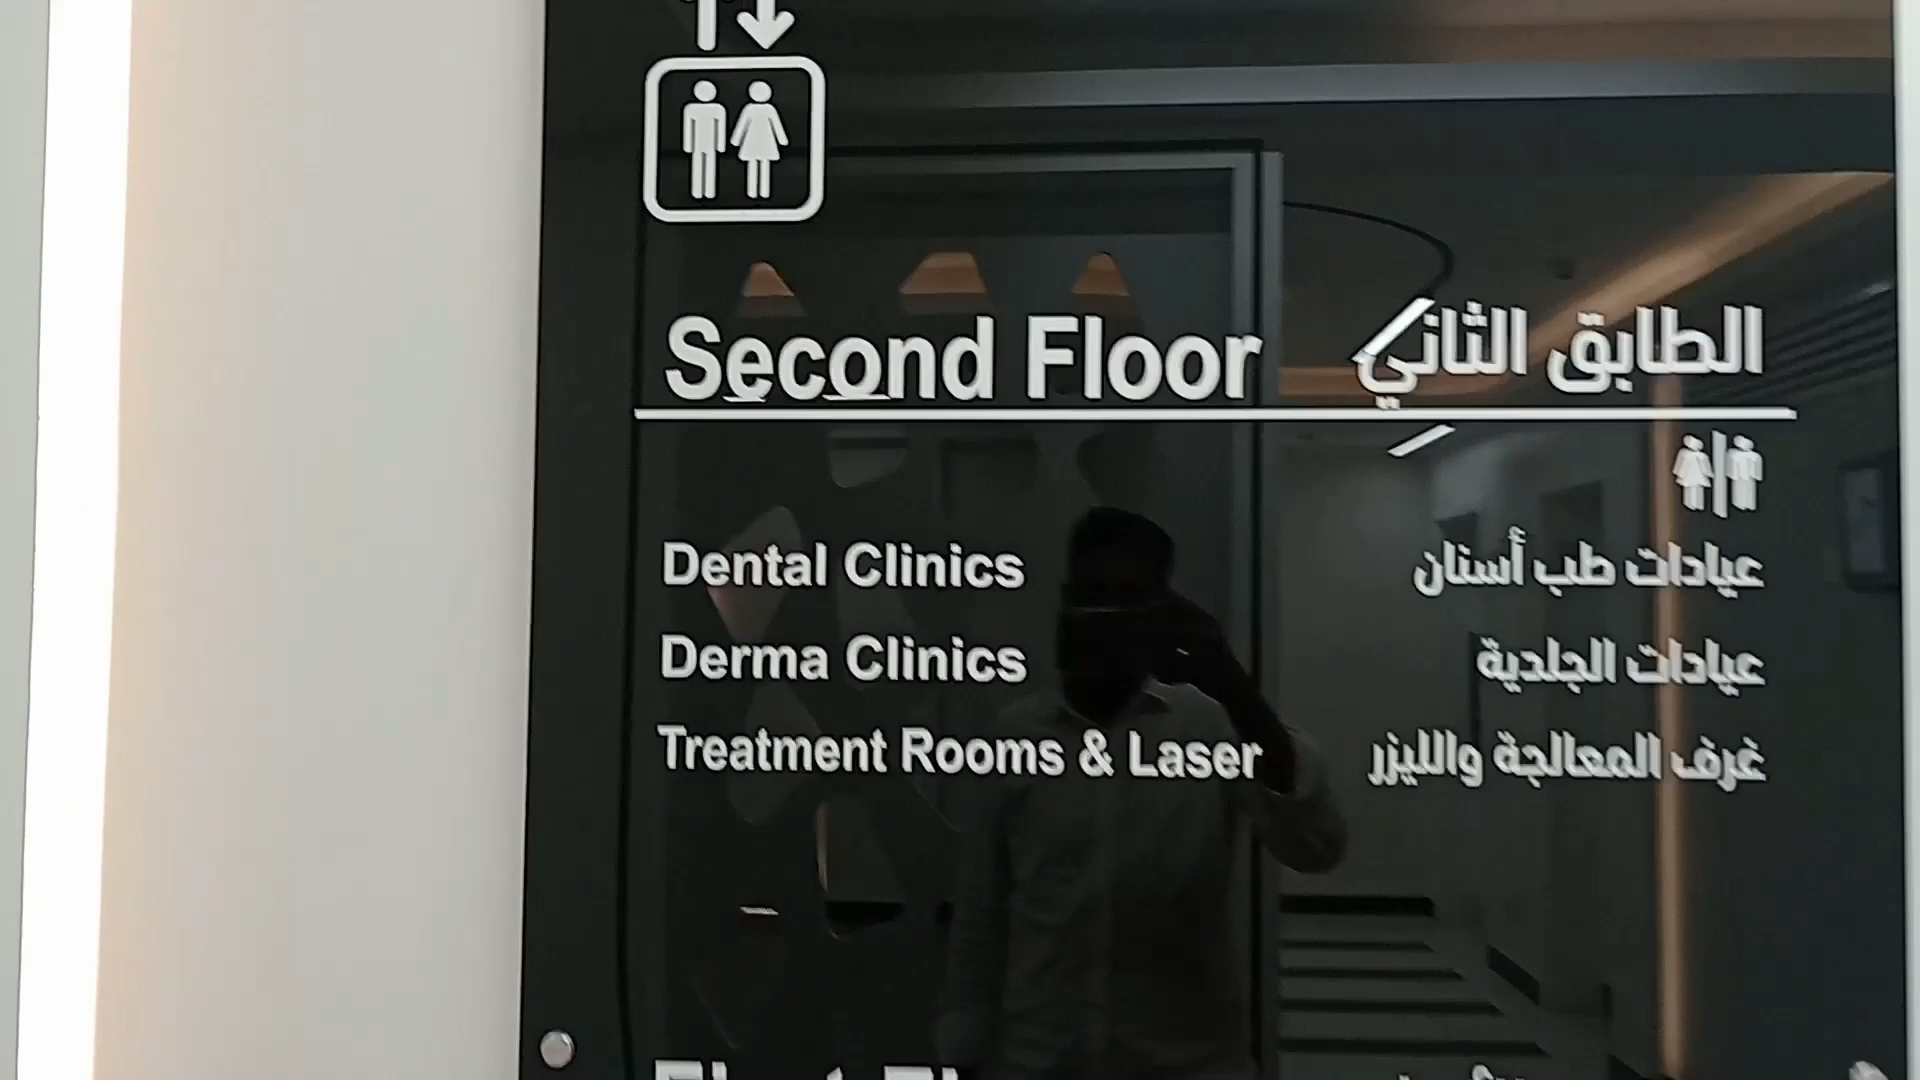 Second Floor الطابق الثاني
Dental Clinics عيادات طب أسنان
Derma Clinics عيادات الجلدية
Treatment Rooms & Laser غرف المعالجة والليزر